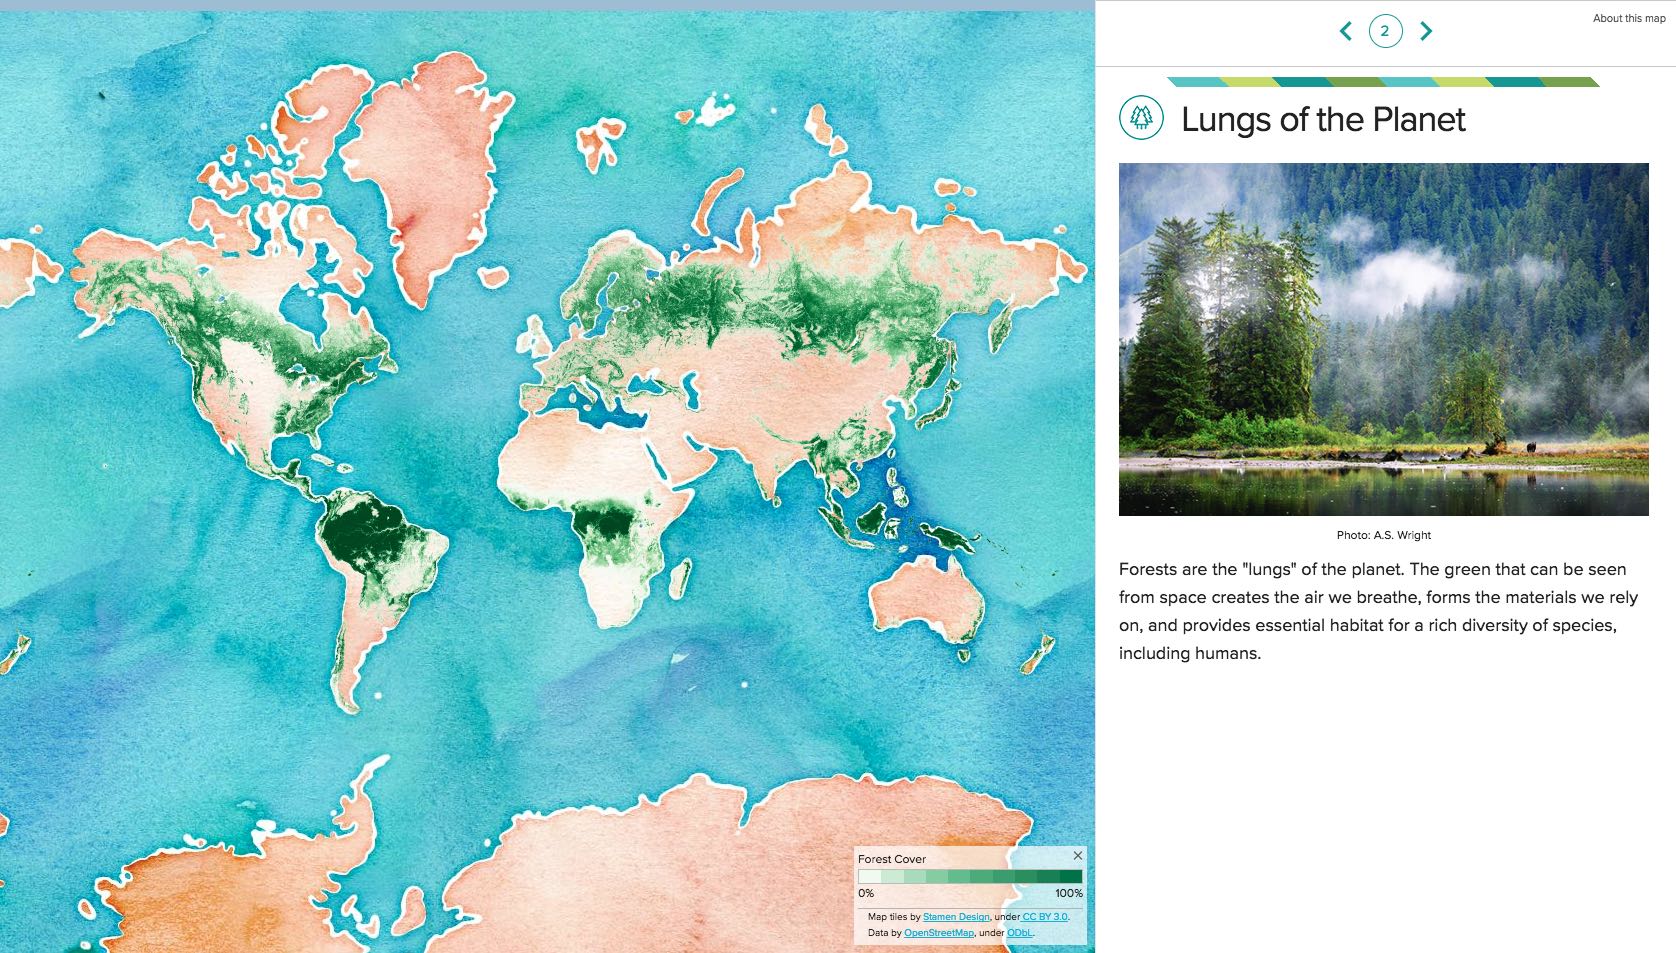 2
About this map
Lungs of the Planet
Photo: A.S. Wright
Forests are the "lungs" of the planet. The green that can be seen
from space creates the air we breathe, forms the materials we rely
on, and provides essential habitat for a rich diversity of species,
including humans.
Forest Cover
0% 100%
Map tiles by Stamen Design, under CC BY 3.0.
Data by OpenStreetMap, under ODbL.